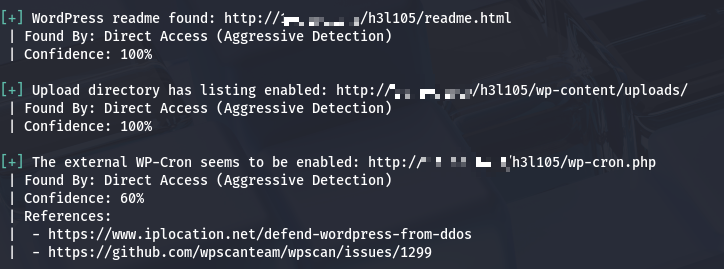 [+] WordPress readme found: http:///h3l105/readme.html
| Found By: Direct Access (Aggressive Detection)
| Confidence: 100%
[+] Upload directory has listing enabled: http:///h3l105/wp-content/uploads/
| Found By: Direct Access (Aggressive Detection)
| Confidence: 100%
[+] The external WP-Cron seems to be enabled: http:///h3l105/wp-cron.php
| Found By: Direct Access (Aggressive Detection)
| Confidence: 60%
| References:
|  - https://www.iplocation.net/defend-wordpress-from-ddos
|  - https://github.com/wpscanteam/wpscan/issues/1299